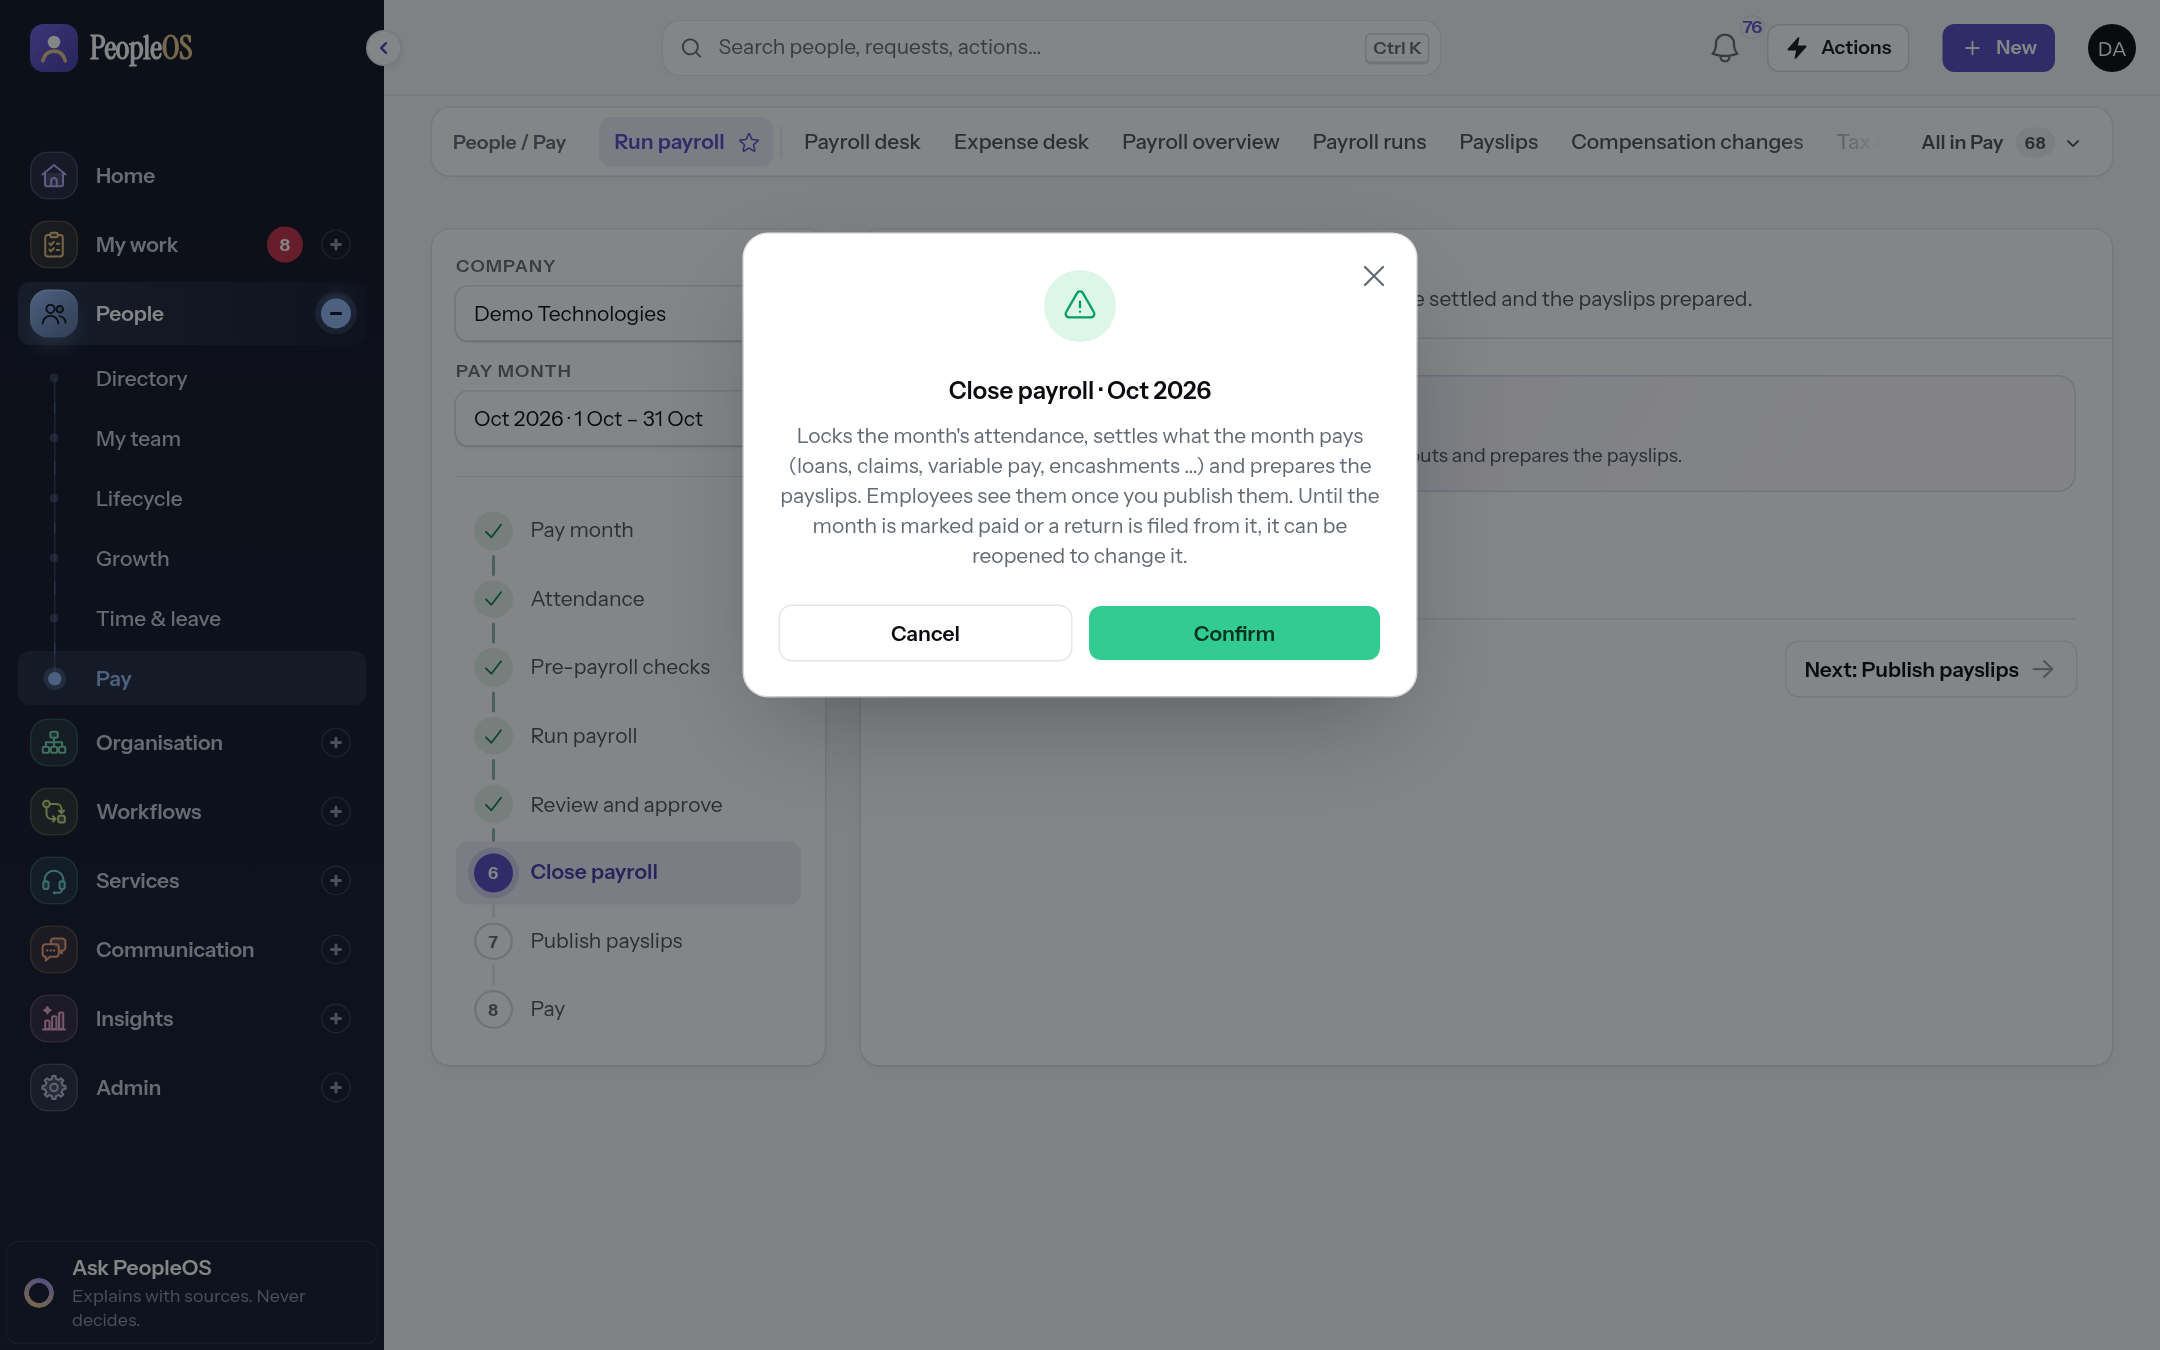 PeopleOS
Search people, requests, actions...
Ctrl K
76
Actions
New
DA
People / Pay
Run payroll
Payroll desk
Expense desk
Payroll overview
Payroll runs
Payslips
Compensation changes
Tax
All in Pay
68
Home
My work
8
People
Directory
My team
Lifecycle
Growth
Time & leave
Pay
Organisation
Workflows
Services
Communication
Insights
Admin
Ask PeopleOS
Explains with sources. Never
decides.
COMPANY
Demo Technologies
PAY MONTH
Oct 2026 · 1 Oct – 31 Oct
Pay month
Attendance
Pre-payroll checks
Run payroll
Review and approve
6
Close payroll
7
Publish payslips
8
Pay
settled and the payslips prepared.
and prepares the payslips.
Next: Publish payslips
Close payroll · Oct 2026
Locks the month's attendance, settles what the month pays
(loans, claims, variable pay, encashments ...) and prepares the
payslips. Employees see them once you publish them. Until the
month is marked paid or a return is filed from it, it can be
reopened to change it.
Cancel
Confirm